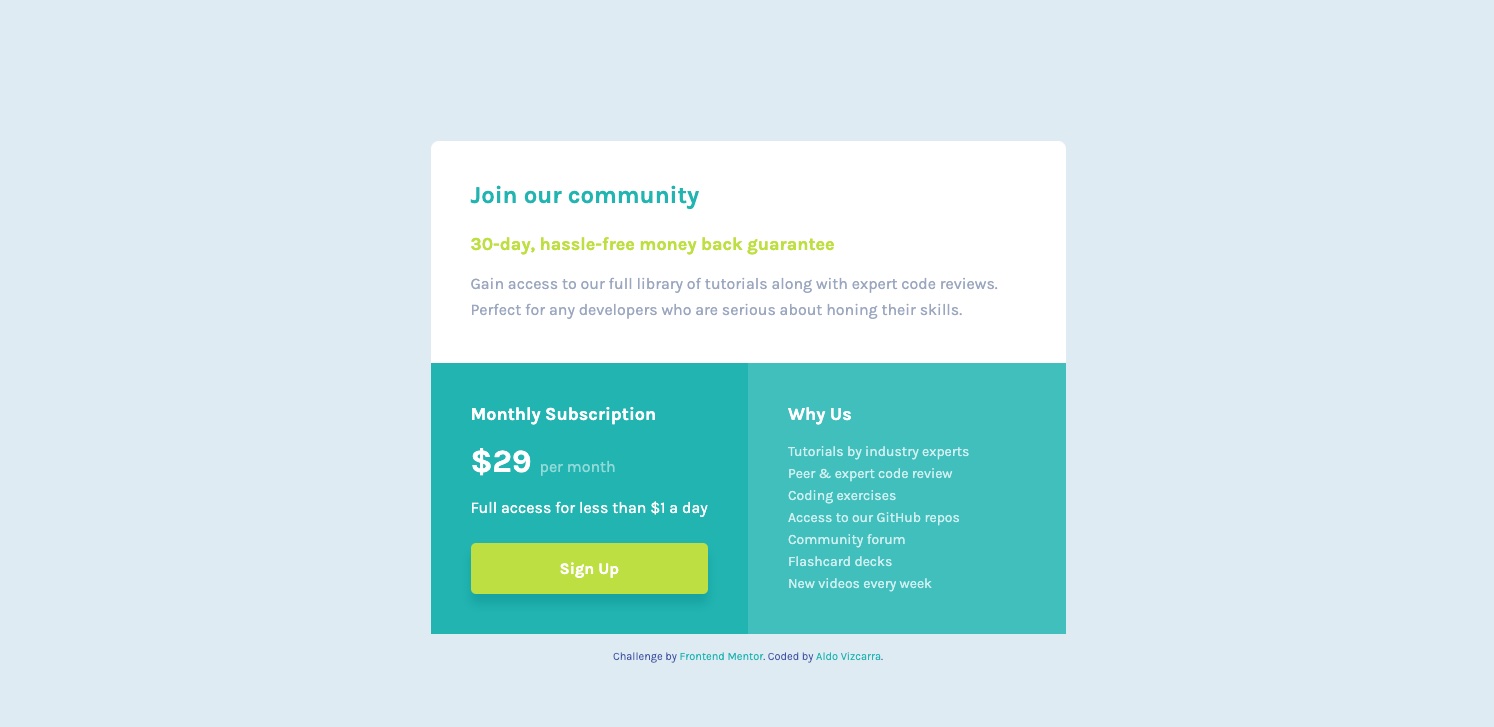 Join our community
30-day, hassle-free money back guarantee
Gain access to our full library of tutorials along with expert code reviews.
Perfect for any developers who are serious about honing their skills.
Monthly Subscription
$29 per month
Full access for less than $1 a day
Sign Up
Why Us
Tutorials by industry experts
Peer & expert code review
Coding exercises
Access to our GitHub repos
Community forum
Flashcard decks
New videos every week
Challenge by Frontend Mentor. Coded by Aldo Vizcarra.